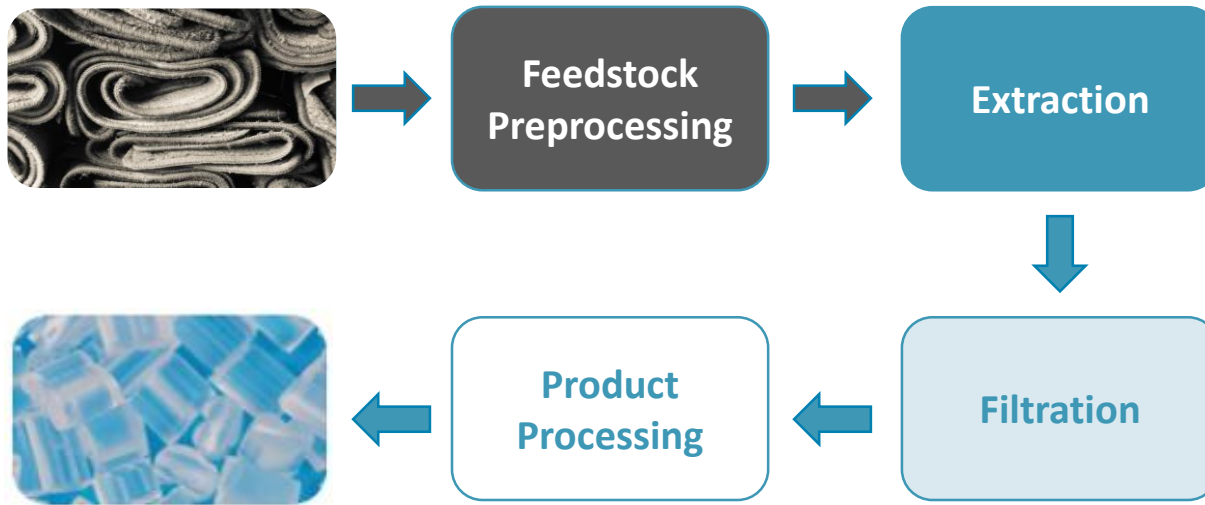 Feedstock
Preprocessing
Extraction
Filtration
Product
Processing